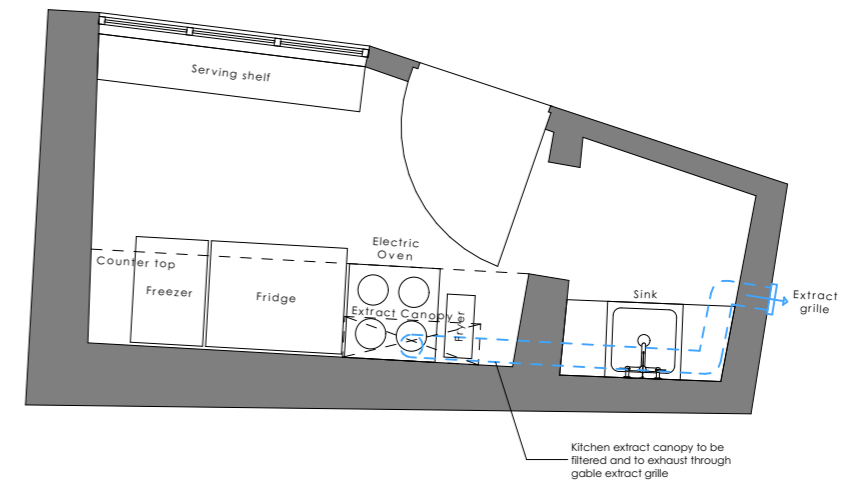 Serving shelf
Electric
Oven
Counter top
Freezer
Fridge
Extract Canopy
Fryer
Sink
Extract
grille
Kitchen extract canopy to be
filtered and to exhaust through
gable extract grille